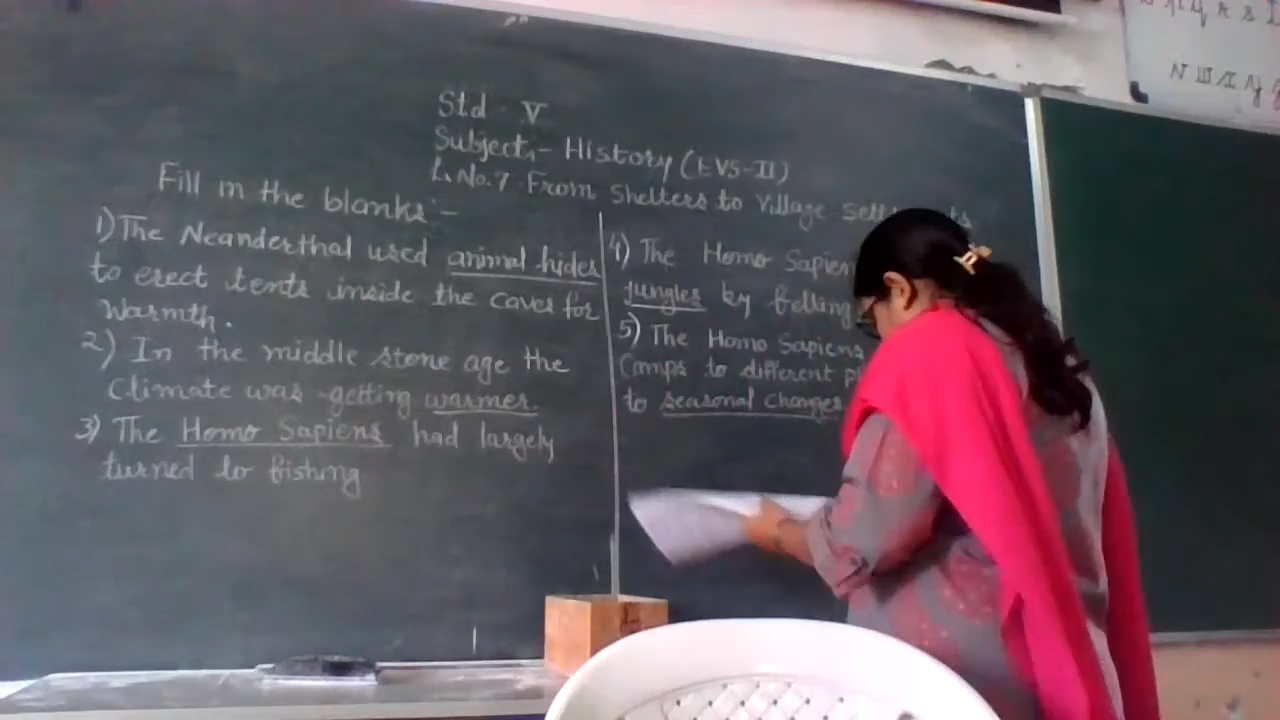 Std - V
Subject:- History (EVS-II)
L.No.7 From Shelters to Village
Fill in the blanks:-
1) The Neanderthal used animal hides
to erect tents inside the caves for
Warmth.
2) In the middle stone age the
Climate was getting warmer.
3) The Homo Sapiens had largely
turned to fishing
4) The Homo Sapien
jungles by felling
5) The Homo Sapiens
Camps to different
to seasonal changes